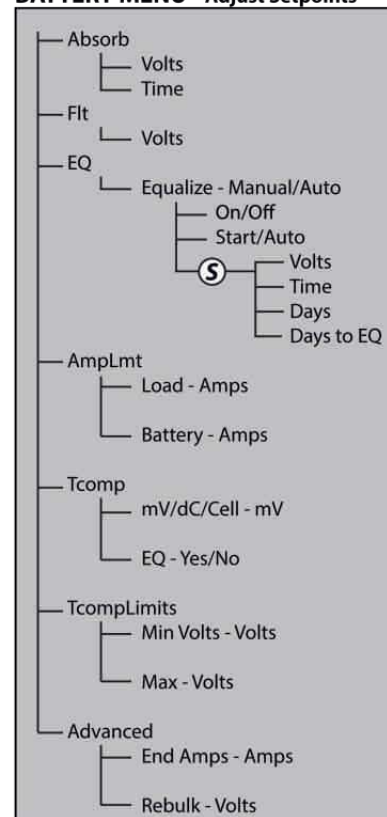 BATTERY MENU - Adjust Setpoints
Absorb
Volts
Time
Flt
Volts
EQ
Equalize - Manual/Auto
On/Off
Start/Auto
S
Volts
Time
Days
Days to EQ
AmpLmt
Load - Amps
Battery - Amps
Tcomp
mV/dC/Cell - mV
EQ - Yes/No
TcompLimits
Min Volts - Volts
Max - Volts
Advanced
End Amps - Amps
Rebulk - Volts